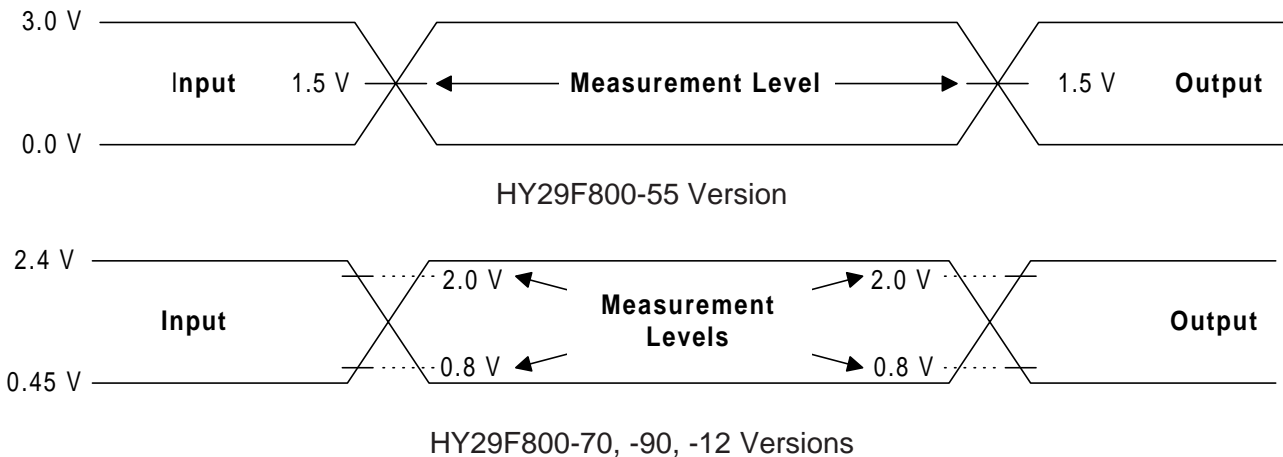 3.0 V
Input 1.5 V Measurement Level 1.5 V Output
0.0 V
HY29F800-55 Version
2.4 V
2.0 V 2.0 V
Input Measurement Levels Output
0.8 V 0.8 V
0.45 V
HY29F800-70, -90, -12 Versions